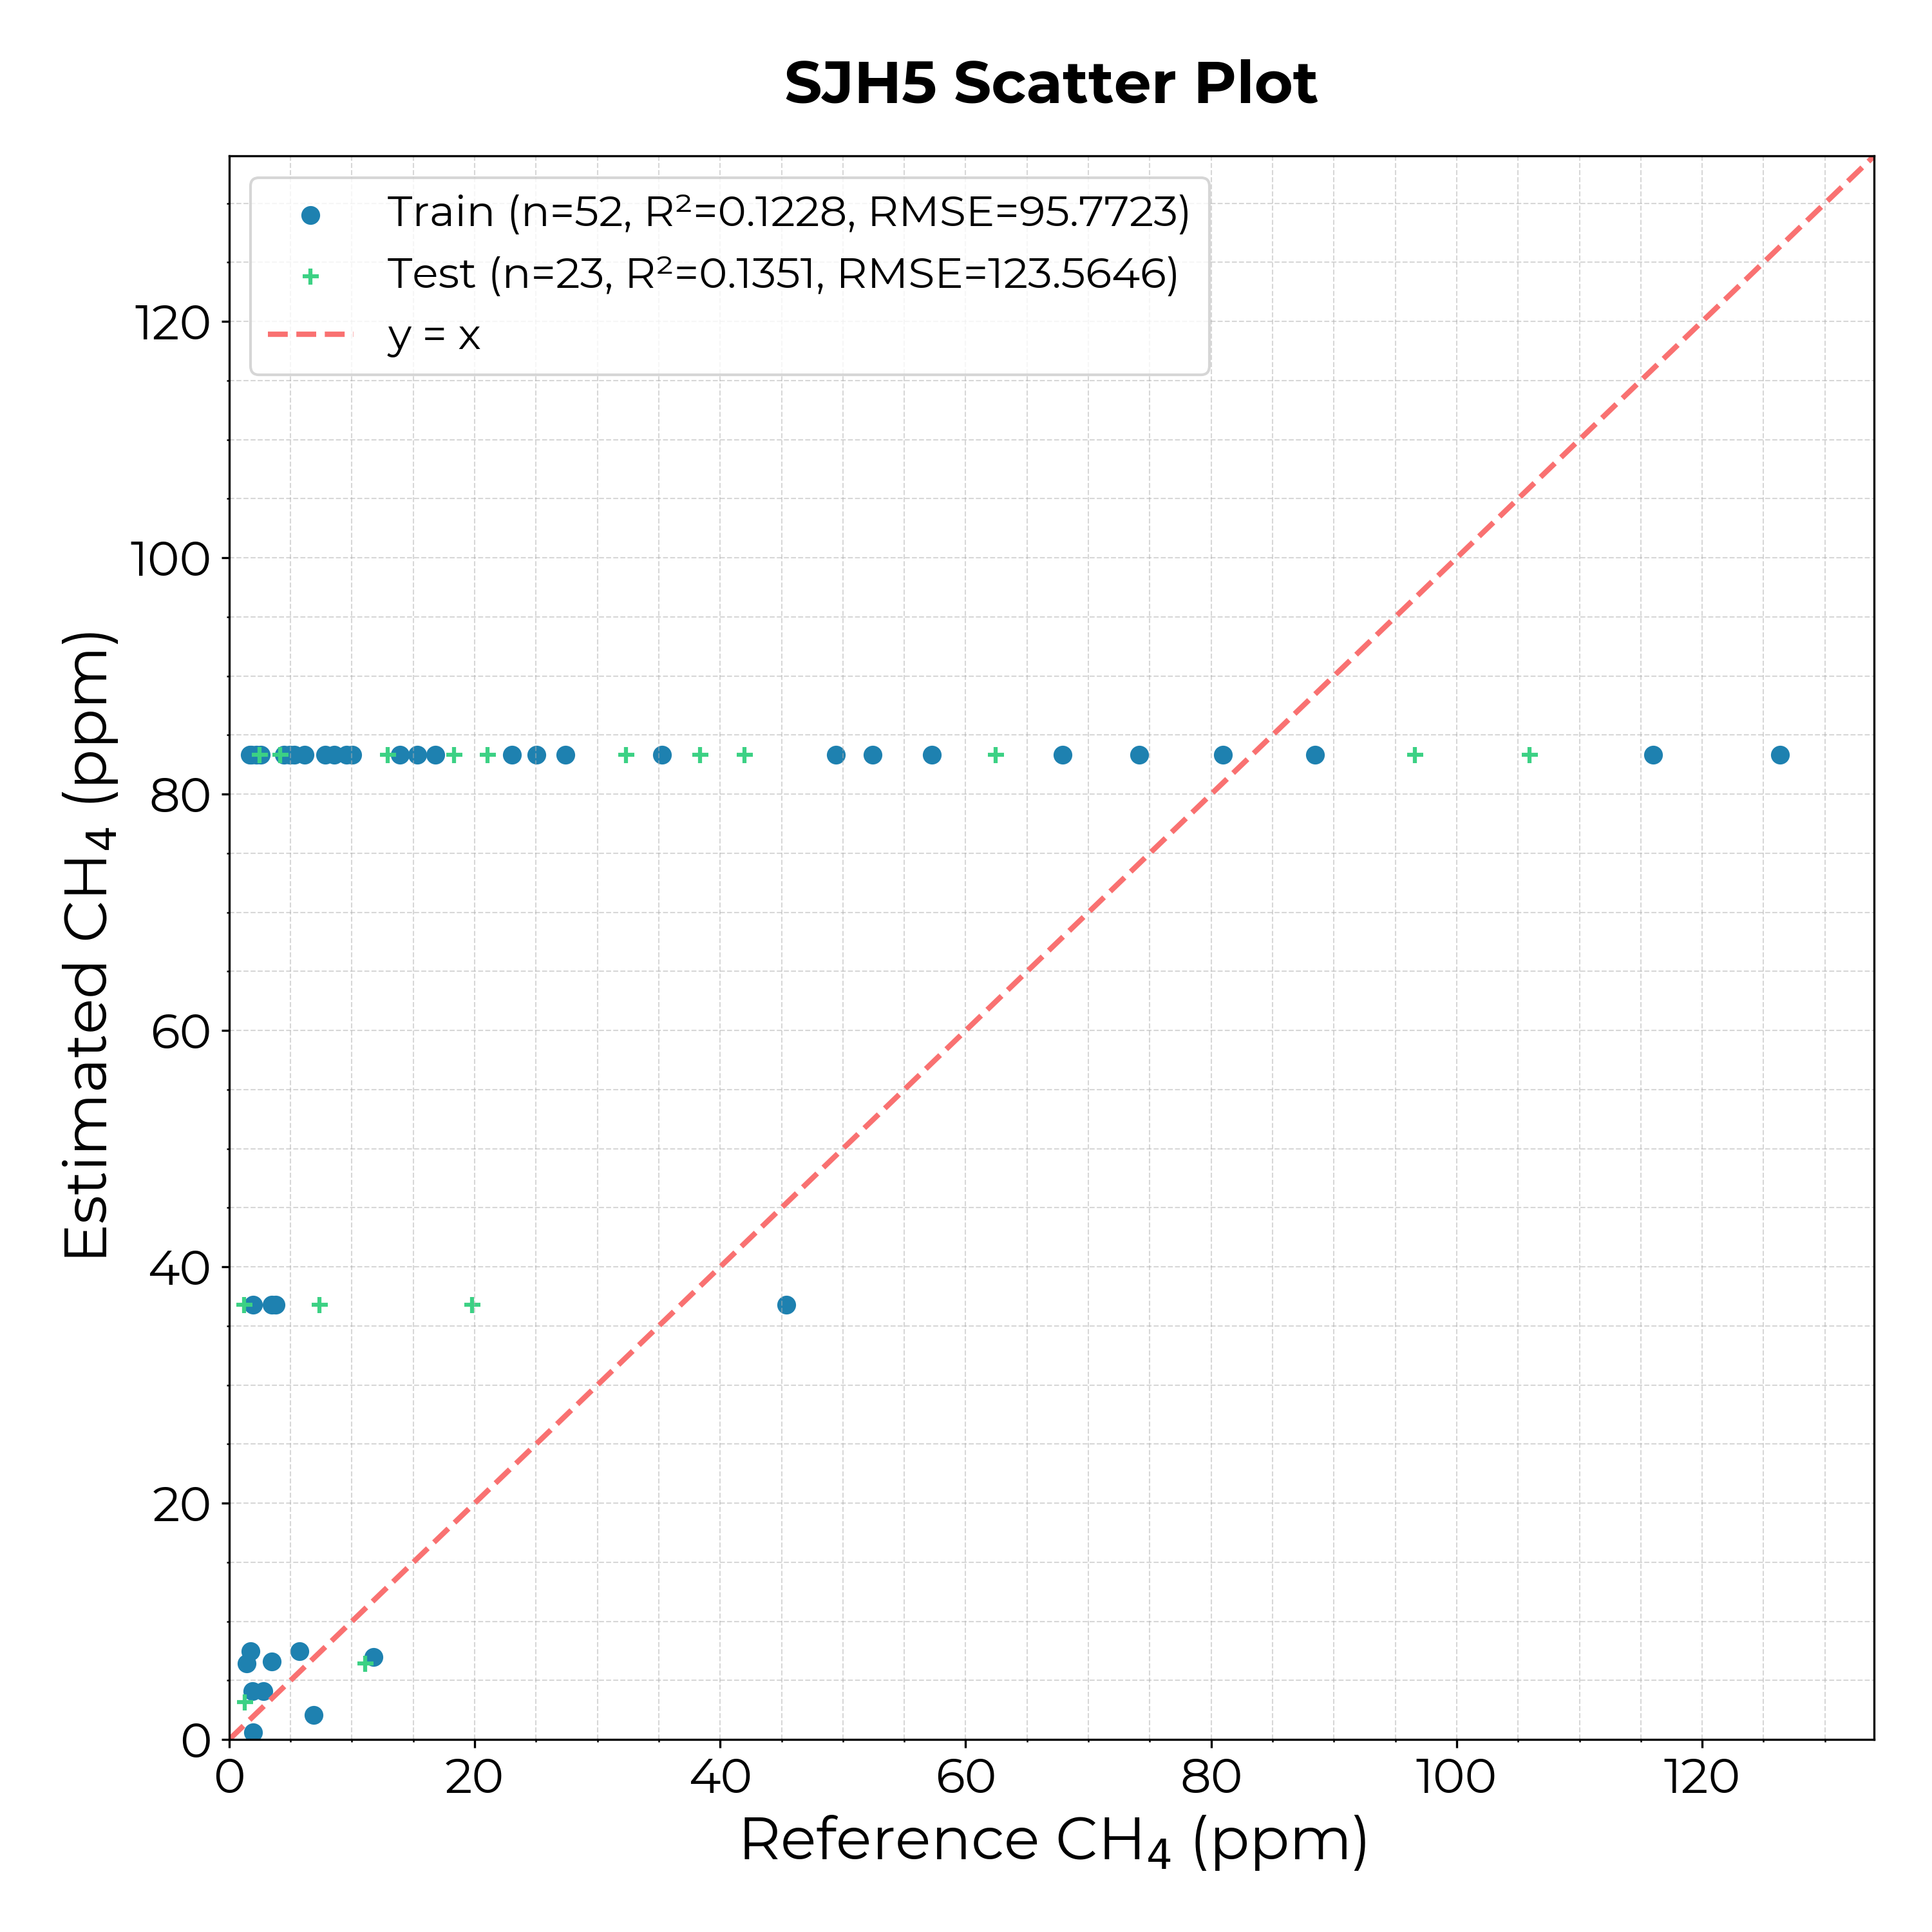 SJH5 Scatter Plot
Train (n=52, R²=0.1228, RMSE=95.7723)
Test (n=23, R²=0.1351, RMSE=123.5646)
y = x
120
100
80
60
40
20
0
Estimated CH₄ (ppm)
0 20 40 60 80 100 120
Reference CH₄ (ppm)